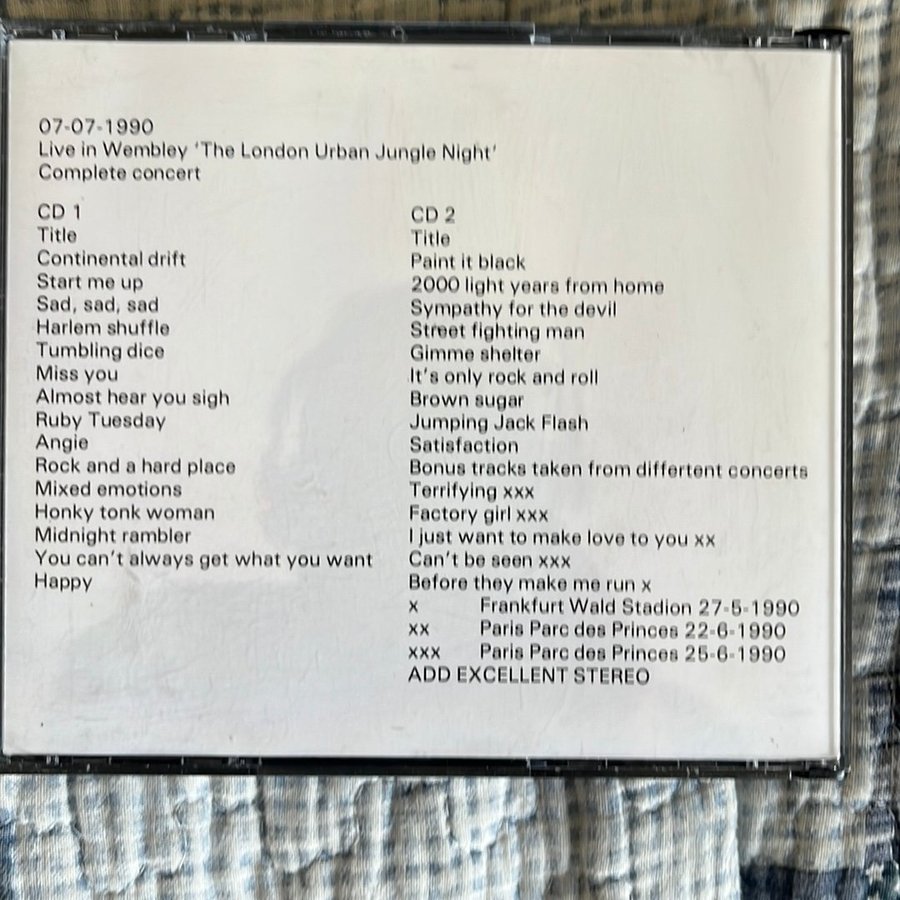 07-07-1990
Live in Wembley 'The London Urban Jungle Night'
Complete concert
CD 1
Title
Continental drift
Start me up
Sad, sad, sad
Harlem shuffle
Tumbling dice
Miss you
Almost hear you sigh
Ruby Tuesday
Angie
Rock and a hard place
Mixed emotions
Honky tonk woman
Midnight rambler
You can't always get what you want
Happy
CD 2
Title
Paint it black
2000 light years from home
Sympathy for the devil
Street fighting man
Gimme shelter
It's only rock and roll
Brown sugar
Jumping Jack Flash
Satisfaction
Bonus tracks taken from differtent concerts
Terrifying xxx
Factory girl xxx
I just want to make love to you xx
Can't be seen xxx
Before they make me run x
x Frankfurt Wald Stadion 27-5-1990
xx Paris Parc des Princes 22-6-1990
xxx Paris Parc des Princes 25-6-1990
ADD EXCELLENT STEREO